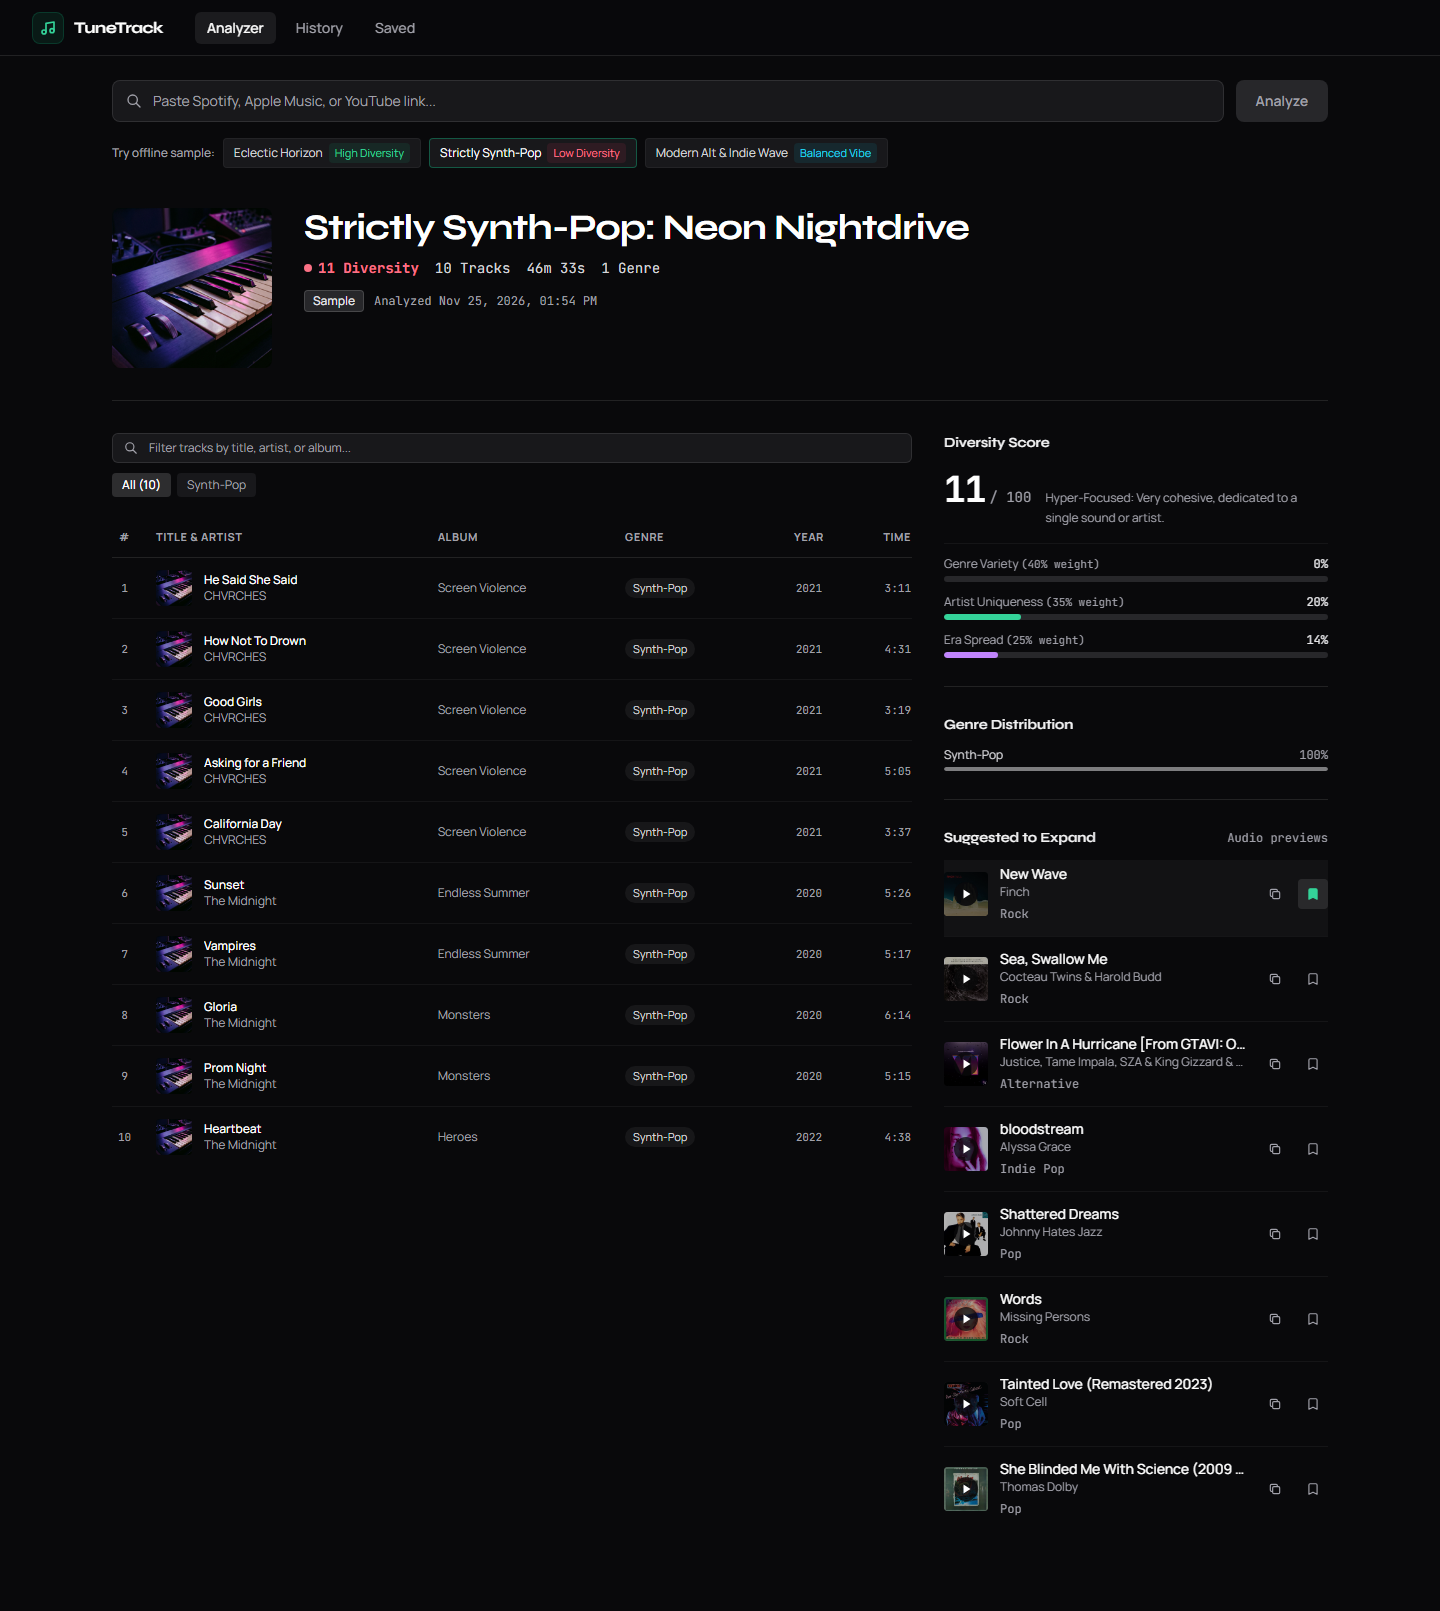 TuneTrack
Analyzer
History
Saved
Paste Spotify, Apple Music, or YouTube link...
Analyze
Try offline sample:
Eclectic Horizon High Diversity
Strictly Synth-Pop Low Diversity
Modern Alt & Indie Wave Balanced Vibe
Strictly Synth-Pop: Neon Nightdrive
11 Diversity 10 Tracks 46m 33s 1 Genre
Sample Analyzed Nov 25, 2026, 01:54 PM
Filter tracks by title, artist, or album...
All (10) Synth-Pop
# TITLE & ARTIST ALBUM GENRE YEAR TIME
1 He Said She Said Screen Violence Synth-Pop 2021 3:11
CHVRCHES
2 How Not To Drown Screen Violence Synth-Pop 2021 4:31
CHVRCHES
3 Good Girls Screen Violence Synth-Pop 2021 3:19
CHVRCHES
4 Asking for a Friend Screen Violence Synth-Pop 2021 5:05
CHVRCHES
5 California Day Screen Violence Synth-Pop 2021 3:37
CHVRCHES
6 Sunset Endless Summer Synth-Pop 2020 5:26
The Midnight
7 Vampires Endless Summer Synth-Pop 2020 5:17
The Midnight
8 Gloria Monsters Synth-Pop 2020 6:14
The Midnight
9 Prom Night Monsters Synth-Pop 2020 5:15
The Midnight
10 Heartbeat Heroes Synth-Pop 2022 4:38
The Midnight
Diversity Score
11 / 100
Hyper-Focused: Very cohesive, dedicated to a
single sound or artist.
Genre Variety (40% weight) 0%
Artist Uniqueness (35% weight) 20%
Era Spread (25% weight) 14%
Genre Distribution
Synth-Pop 100%
Suggested to Expand Audio previews
New Wave
Finch
Rock
Sea, Swallow Me
Cocteau Twins & Harold Budd
Rock
Flower In A Hurricane [From GTAVI: O...
Justice, Tame Impala, SZA & King Gizzard & ...
Alternative
bloodstream
Alyssa Grace
Indie Pop
Shattered Dreams
Johnny Hates Jazz
Pop
Words
Missing Persons
Rock
Tainted Love (Remastered 2023)
Soft Cell
Pop
She Blinded Me With Science (2009 ...
Thomas Dolby
Pop